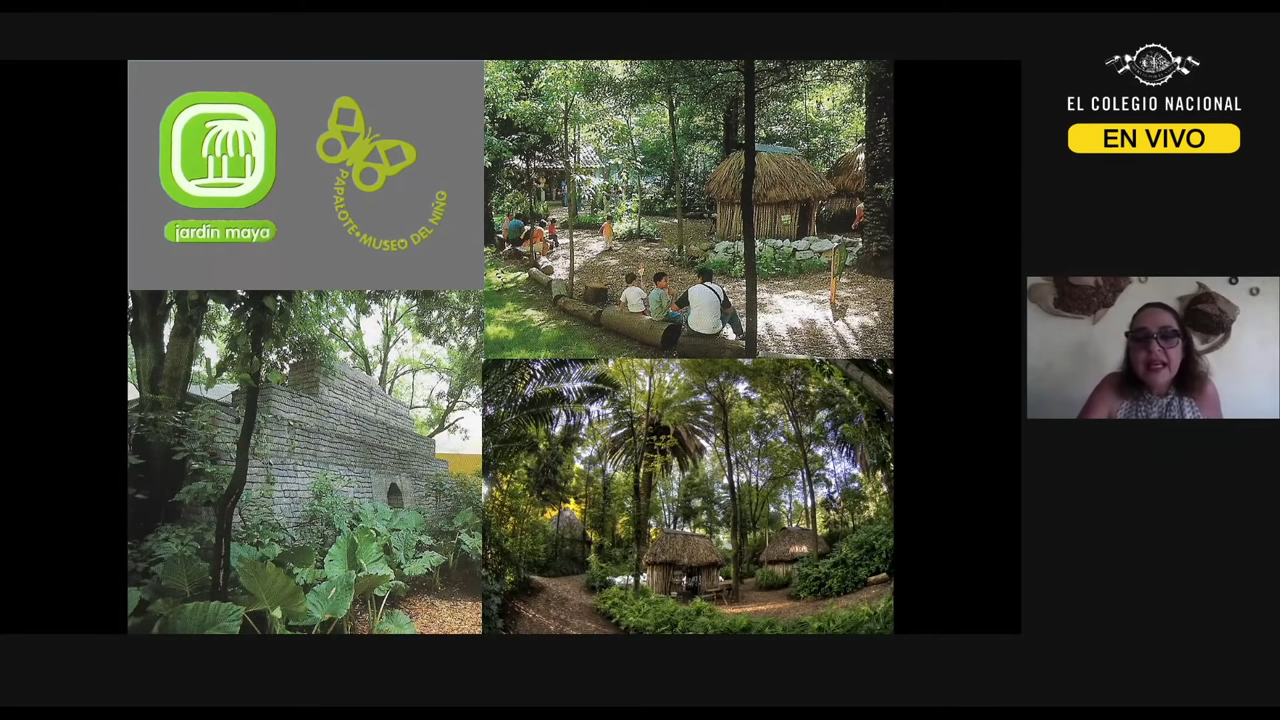 jardín maya
PAPALOTE•MUSEO DEL NIÑO
EL COLEGIO NACIONAL
EN VIVO